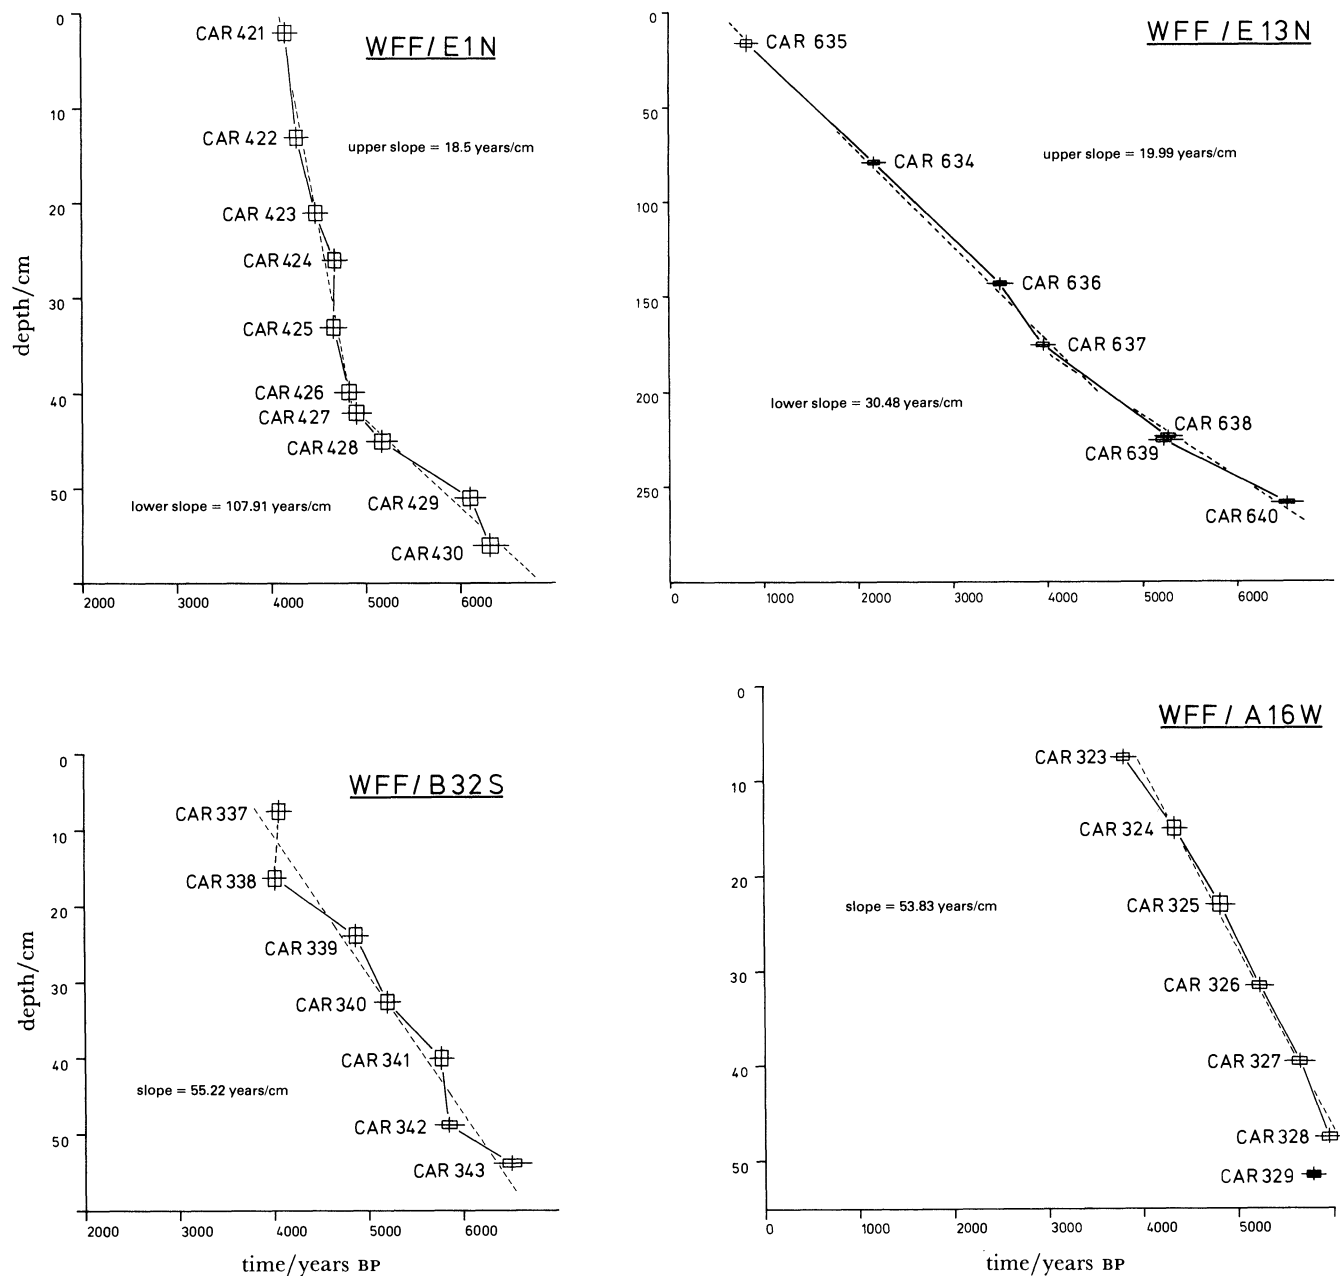 WFF/E1N
0
10
20
30
40
50
depth/cm
CAR 421
CAR 422
CAR 423
CAR 424
CAR 425
CAR 426
CAR 427
CAR 428
CAR 429
CAR 430
upper slope = 18.5 years/cm
lower slope = 107.91 years/cm
2000 3000 4000 5000 6000
WFF/E13N
0
50
100
150
200
250
CAR 635
CAR 634
CAR 636
CAR 637
CAR 638
CAR 639
CAR 640
upper slope = 19.99 years/cm
lower slope = 30.48 years/cm
0 1000 2000 3000 4000 5000 6000
WFF/B32S
0
10
20
30
40
50
depth/cm
CAR 337
CAR 338
CAR 339
CAR 340
CAR 341
CAR 342
CAR 343
slope = 55.22 years/cm
2000 3000 4000 5000 6000
time/years BP
WFF/A16W
0
10
20
30
40
50
CAR 323
CAR 324
CAR 325
CAR 326
CAR 327
CAR 328
CAR 329
slope = 53.83 years/cm
0 1000 2000 3000 4000 5000
time/years BP